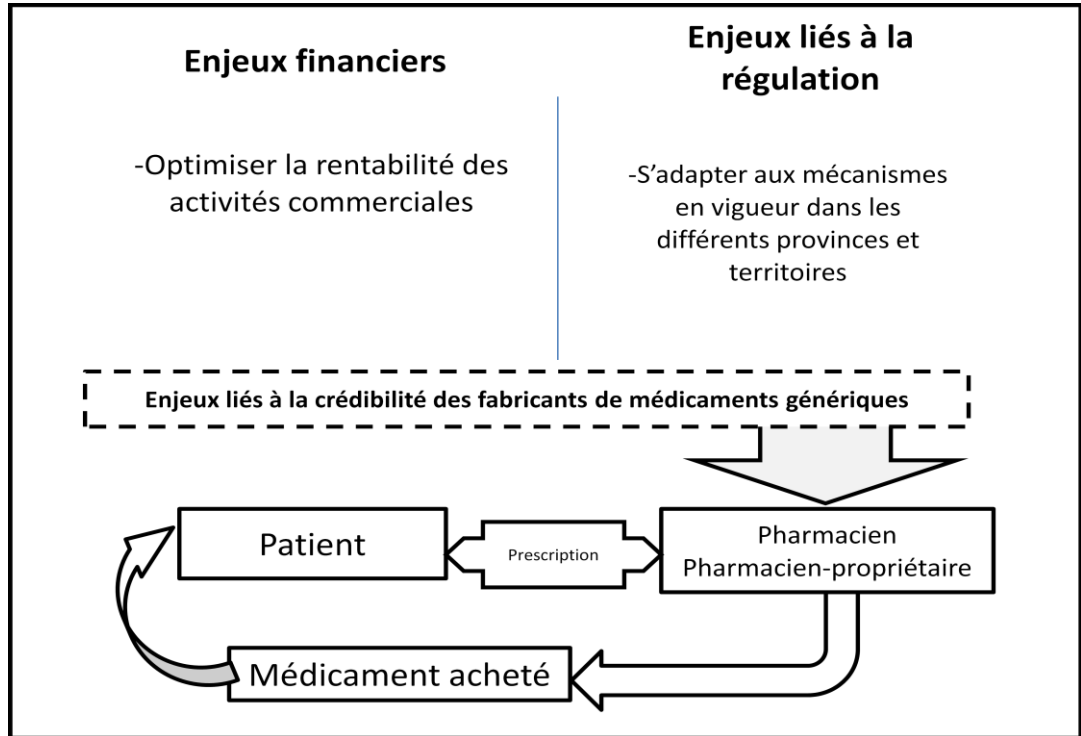 Enjeux financiers
-Optimiser la rentabilité des
activités commerciales
Enjeux liés à la
régulation
-S’adapter aux mécanismes
en vigueur dans les
différents provinces et
territoires
Enjeux liés à la crédibilité des fabricants de médicaments génériques
Patient
Prescription
Pharmacien
Pharmacien-propriétaire
Médicament acheté